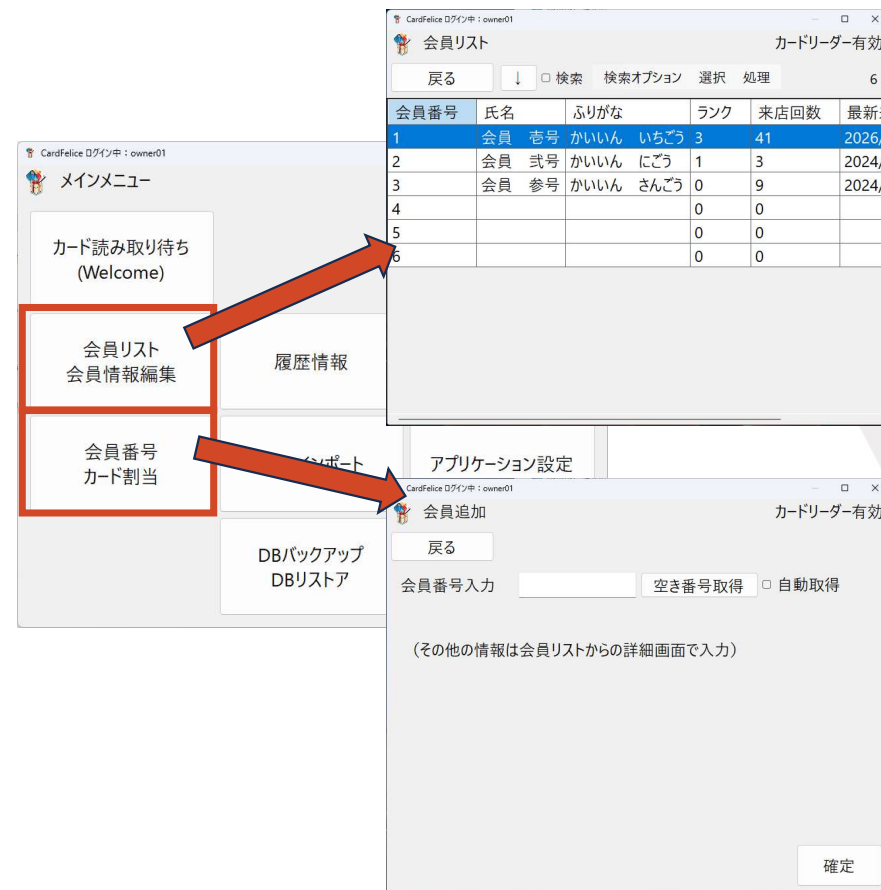 CardFelice ログイン中：owner01
会員リスト
カードリーダー有効
戻る
↓
検索
検索オプション
選択
処理
6
会員番号 氏名 ふりがな ランク 来店回数
1 会員 壱号 かいいん いちごう 3 41 2026/
2 会員 弐号 かいいん にごう 1 3 2024/
3 会員 参号 かいいん さんごう 0 9 2024/
4 0 0
5 0 0
6 0 0
CardFelice ログイン中：owner01
メインメニュー
カード読み取り待ち
(Welcome)
会員リスト
会員情報編集
履歴情報
会員番号
カード割当
アプリケーション設定
DBバックアップ
DBリストア
CardFelice ログイン中：owner01
会員追加
カードリーダー有効
戻る
会員番号入力
空き番号取得
自動取得
（その他の情報は会員リストからの詳細画面で入力）
確定